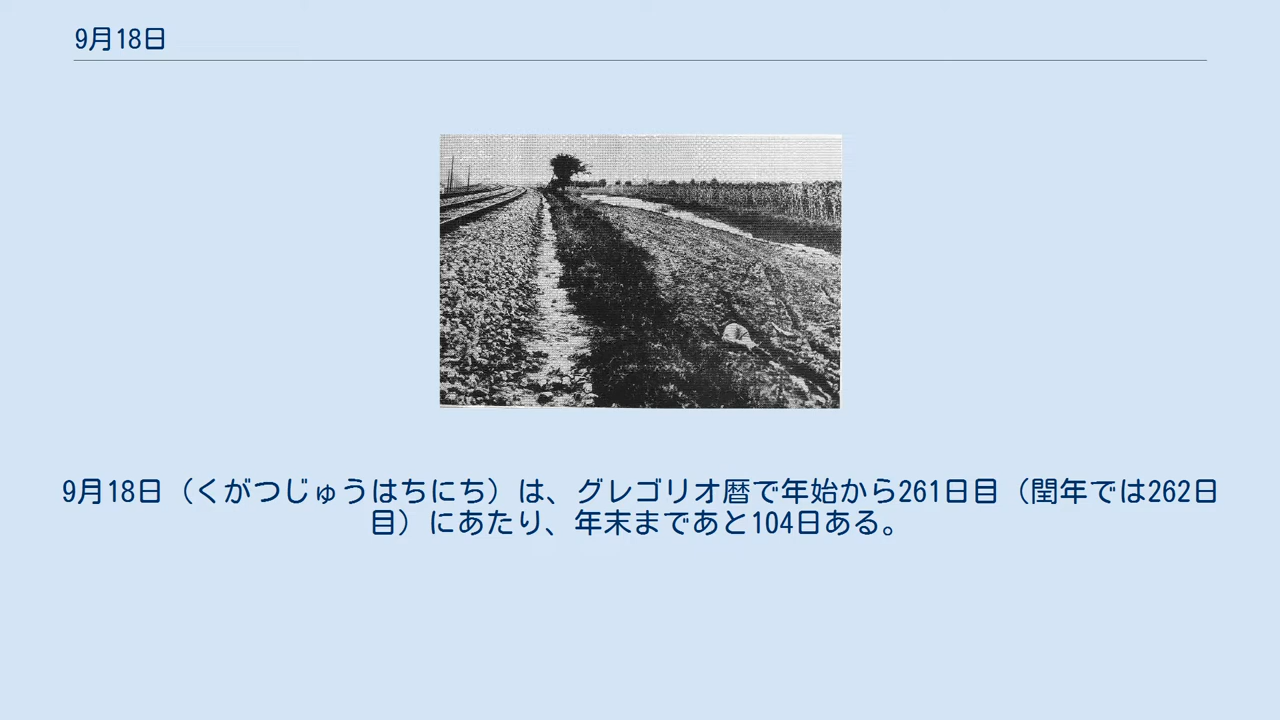 9月18日
9月18日（くがつじゅうはちにち）は、グレゴリオ暦で年始から261日目（閏年では262日
目）にあたり、年末まであと104日ある。